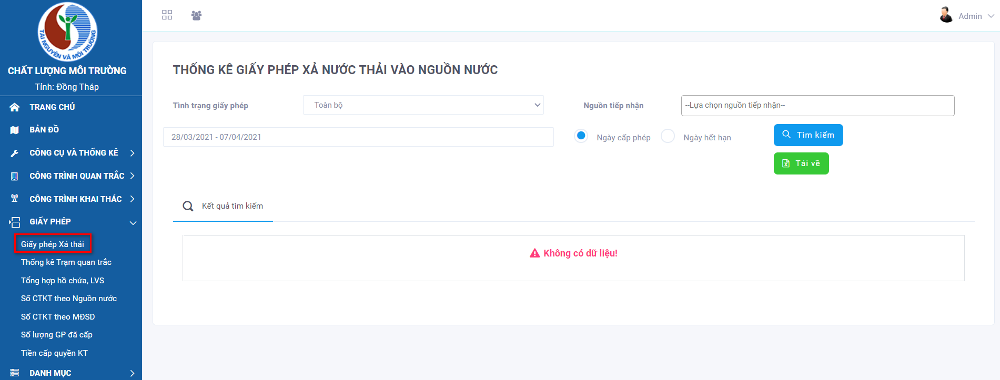 TÀI NGUYÊN VÀ MÔI TRƯỜNG
CHẤT LƯỢNG MÔI TRƯỜNG
Tỉnh: Đồng Tháp
TRANG CHỦ
BẢN ĐỒ
CÔNG CỤ VÀ THỐNG KÊ
CÔNG TRÌNH QUAN TRẮC
CÔNG TRÌNH KHAI THÁC
GIẤY PHÉP
Giấy phép Xả thải
Thống kê Trạm quan trắc
Tổng hợp hồ chứa, LVS
Số CTKT theo Nguồn nước
Số CTKT theo MĐSD
Số lượng GP đã cấp
Tiền cấp quyền KT
DANH MỤC
Admin
THỐNG KÊ GIẤY PHÉP XẢ NƯỚC THẢI VÀO NGUỒN NƯỚC
Tình trạng giấy phép Toàn bộ Nguồn tiếp nhận --Lựa chọn nguồn tiếp nhận--
28/03/2021 - 07/04/2021 Ngày cấp phép Ngày hết hạn Tìm kiếm
Tải về
Kết quả tìm kiếm
Không có dữ liệu!